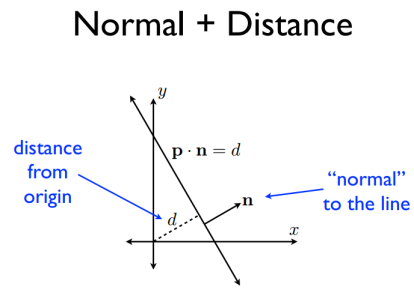 Normal + Distance
y
distance
from
origin
p · n = d
"normal"
to the line
n
d
x